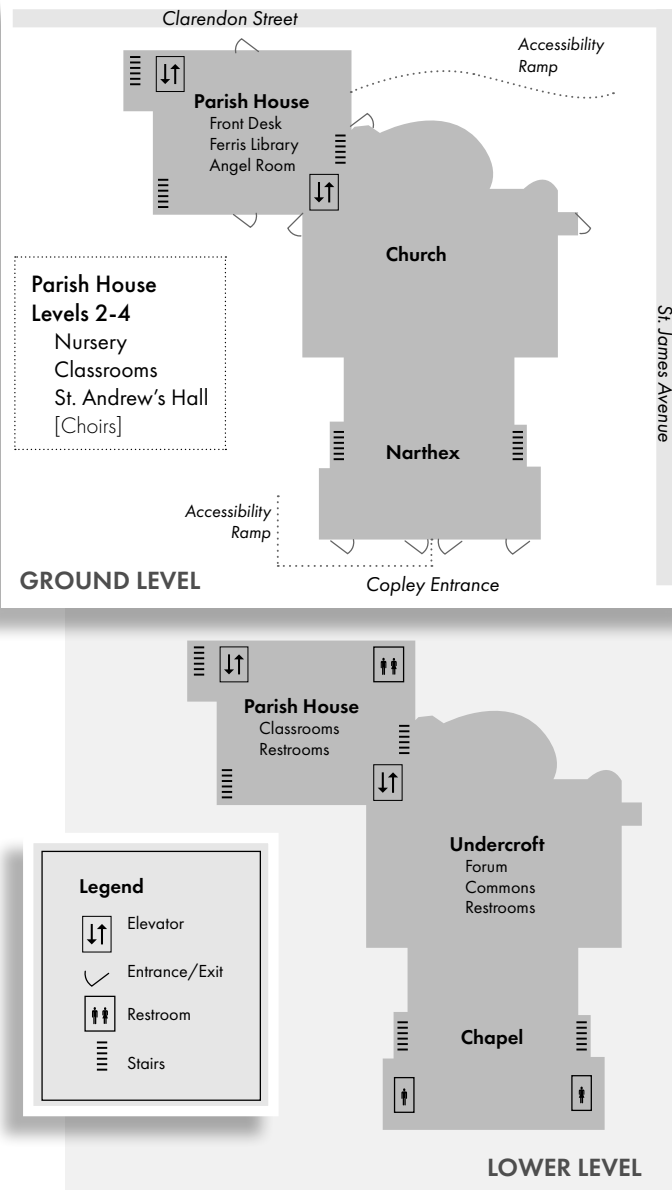 Clarendon Street
Accessibility
Ramp
Parish House
Front Desk
Ferris Library
Angel Room
Church
Parish House
Levels 2-4
Nursery
Classrooms
St. Andrew’s Hall
[Choirs]
St. James Avenue
Narthex
Accessibility
Ramp
GROUND LEVEL
Copley Entrance
Parish House
Classrooms
Restrooms
Undercroft
Forum
Commons
Restrooms
Legend
Elevator
Entrance/Exit
Restroom
Stairs
Chapel
LOWER LEVEL